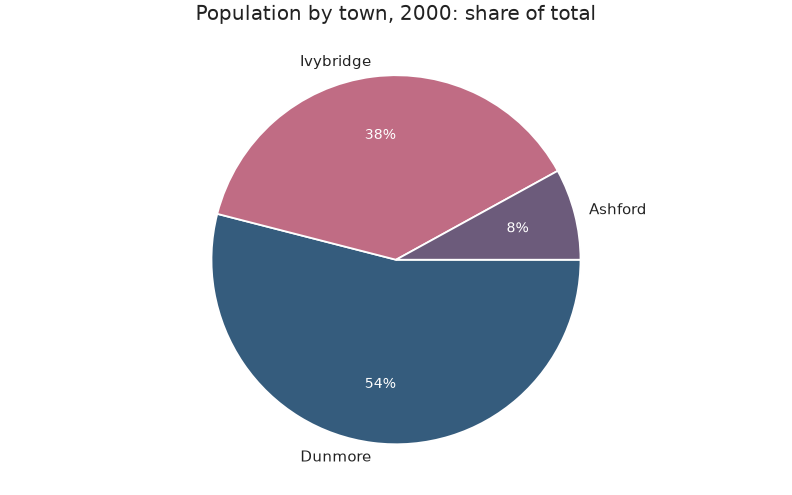 Population by town, 2000: share of total
Ivybridge
38%
Ashford
8%
54%
Dunmore